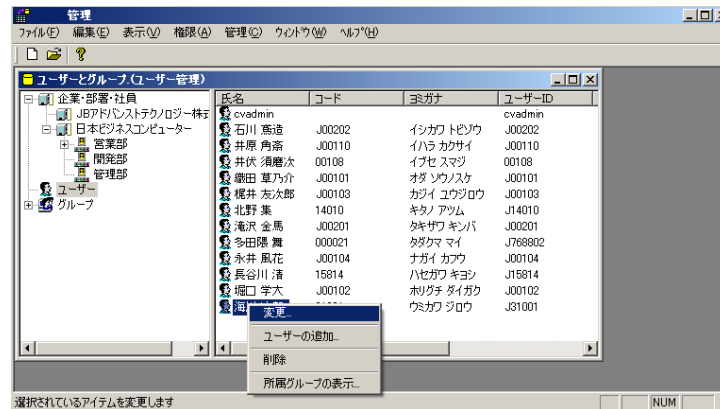 管理
ファイル(F) 編集(E) 表示(V) 権限(A) 管理(C) ウィンドウ(W) ヘルプ(H)
ユーザーとグループ.(ユーザー管理)
企業・部署・社員
JBアドバンストテクノロジー株式
日本ビジネスコンピューター
営業部
開発部
管理部
ユーザー
グループ
氏名 コード ヨミガナ ユーザーID
cvadmin cvadmin
石川 鳶造 J00202 イシカワ トビゾウ J00202
井原 角斎 J00110 イハラ カクサイ J00110
井伏 須磨次 00108 イブセ スマジ 00108
織田 草乃介 J00101 オダ ソウノスケ J00101
梶井 友次郎 J00103 カジイ ユウジロウ J00103
北野 集 14010 キタノ アツム J14010
滝沢 金馬 J00201 タキザワ キンバ J00201
多田隈 舞 000021 タダクマ マイ J768802
永井 風花 J00104 ナガイ カフウ J00104
長谷川 清 15814 ハセガワ キヨシ J15814
堀口 学大 J00102 ホリグチ ダイガク J00102
ウミカワ ジロウ J31001
変更...
ユーザーの追加...
削除
所属グループの表示...
選択されているアイテムを変更します NUM